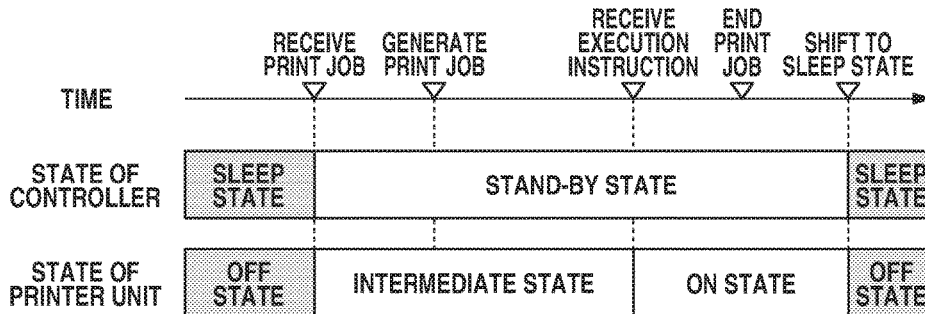 RECEIVE
PRINT JOB
GENERATE
PRINT JOB
RECEIVE
EXECUTION
INSTRUCTION
END
PRINT
JOB
SHIFT TO
SLEEP STATE
TIME
STATE OF
CONTROLLER
SLEEP
STATE
STAND-BY STATE
SLEEP
STATE
STATE OF
PRINTER UNIT
OFF
STATE
INTERMEDIATE STATE
ON STATE
OFF
STATE